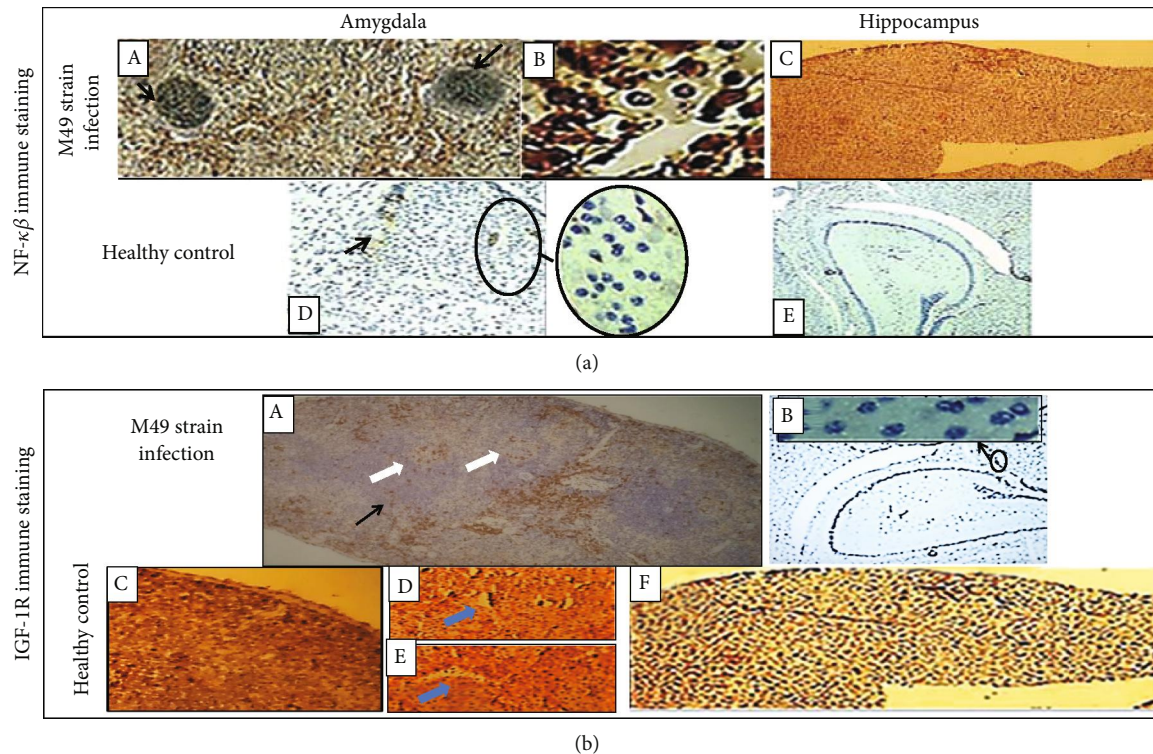 Amygdala
Hippocampus
NF-κβ immune staining
M49 strain
infection
A
B
C
Healthy control
D
E
(a)
IGF-1R immune staining
M49 strain
infection
A
B
Healthy control
C
D
E
F
(b)